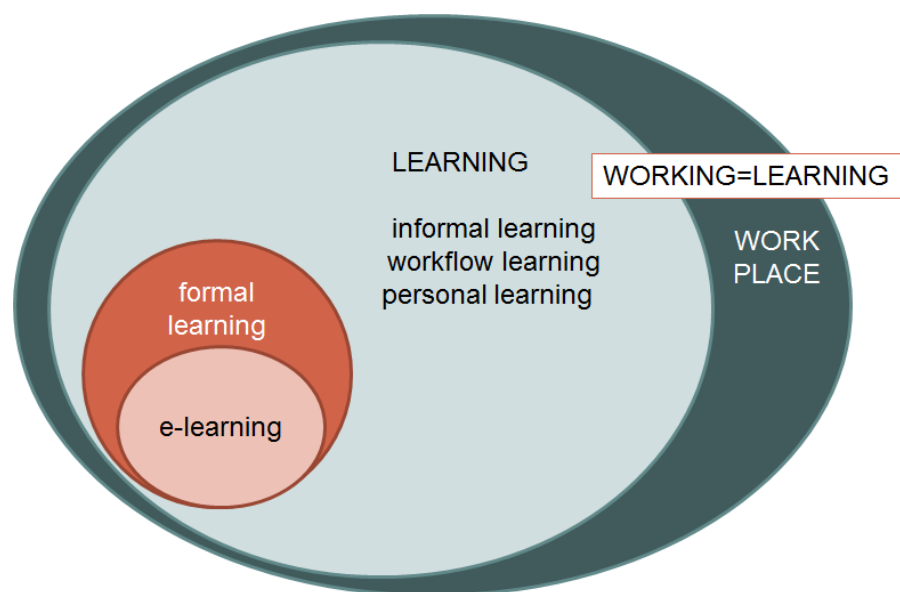 LEARNING
WORKING=LEARNING
informal learning
workflow learning
personal learning
WORK
PLACE
formal
learning
e-learning